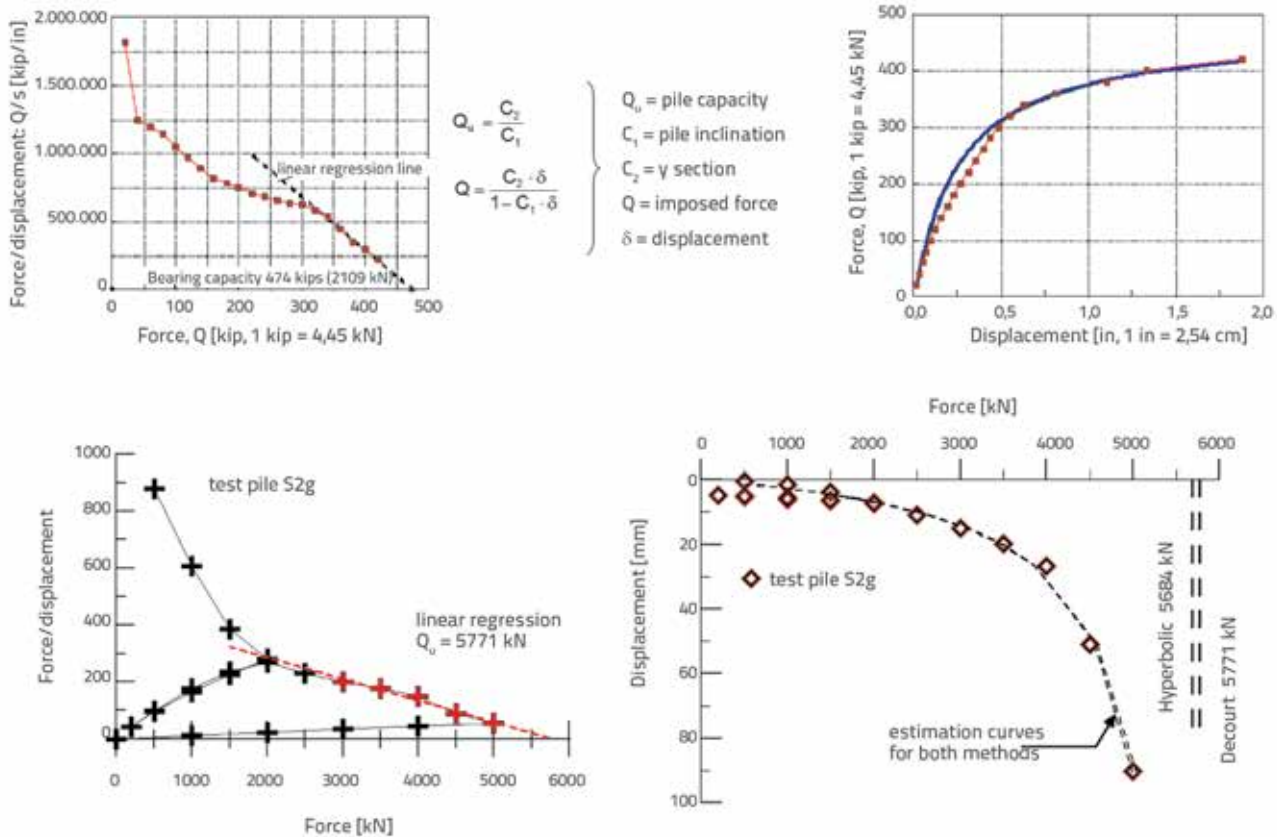 Force/displacement: Q/s [kip/in]
2.000.000
1.500.000
1.000.000
500.000
0
linear regression line
Bearing capacity 474 kips (2109 kN)
0 100 200 300 400 500
Force, Q [kip, 1 kip = 4,45 kN]
Qᵤ = C₂ / C₁
Q = C₂ · δ / 1 − C₁ · δ
Qᵤ = pile capacity
C₁ = pile inclination
C₂ = y section
Q = imposed force
δ = displacement
Force, Q [kip, 1 kip = 4,45 kN]
500
400
300
200
100
0
0,0 0,5 1,0 1,5 2,0
Displacement [in, 1 in = 2,54 cm]
Force/displacement
1000
800
600
400
200
0
test pile S2g
linear regression
Qᵤ = 5771 kN
0 1000 2000 3000 4000 5000 6000
Force [kN]
Force [kN]
0 1000 2000 3000 4000 5000 6000
Displacement [mm]
0
20
40
60
80
100
test pile S2g
estimation curves
for both methods
Hyperbolic 5684 kN
Decourt 5771 kN